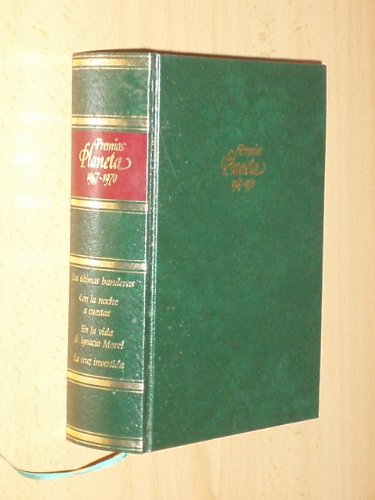 Premios
Planeta
1967-1970
Las últimas banderas
Con la noche
a cuestas
En la vida
de Ignacio Morel
La cruz invertida
Premios
Planeta
1967-1970